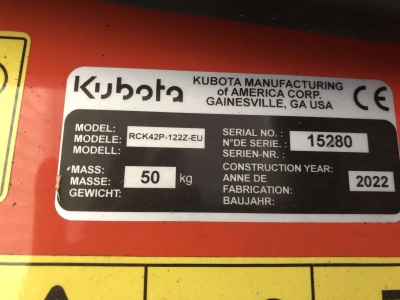 Kubota
KUBOTA MANUFACTURING
of AMERICA CORP.
GAINESVILLE, GA USA
CE
MODEL:
MODELE:
MODELL:
RCK42P-122Z-EU
SERIAL NO. :
N°DE SERIE. :
SERIEN-NR. :
15280
MASS:
MASSE:
GEWICHT:
50 kg
CONSTRUCTION YEAR:
ANNE DE
FABRICATION:
BAUJAHR:
2022